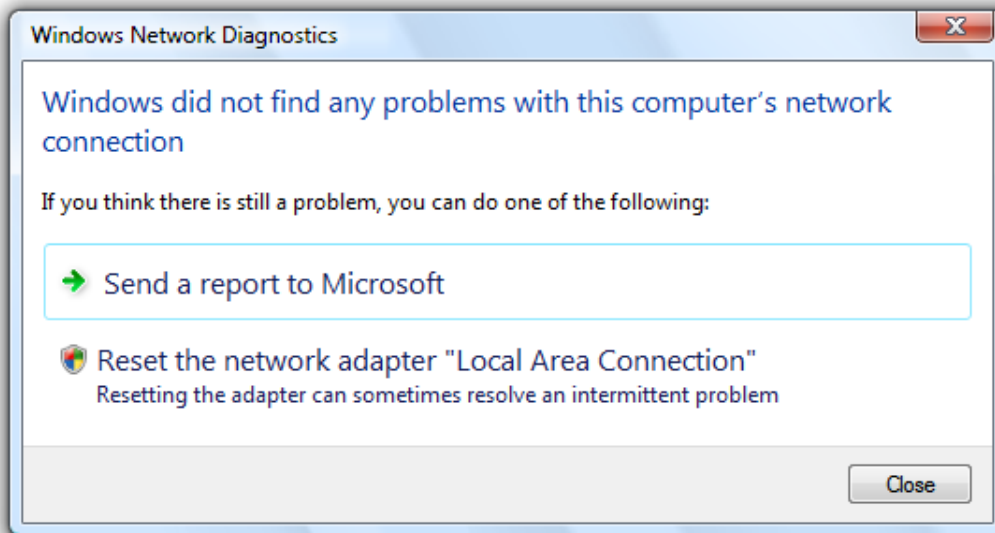 Windows Network Diagnostics
Windows did not find any problems with this computer's network
connection
If you think there is still a problem, you can do one of the following:
Send a report to Microsoft
Reset the network adapter "Local Area Connection"
Resetting the adapter can sometimes resolve an intermittent problem
Close